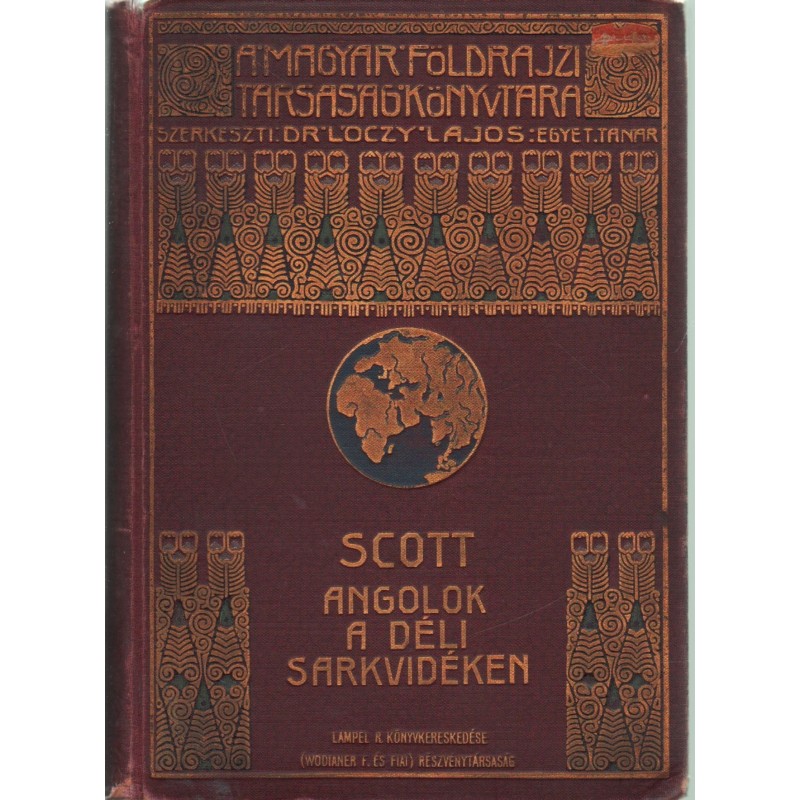 A MAGYAR FÖLDRAJZI
TÁRSASÁG KÖNYVTÁRA
SZERKESZTI: DR LÓCZY LAJOS: EGYET. TANÁR
SCOTT
ANGOLOK
A DÉLI
SARKVIDÉKEN
LAMPEL R. KÖNYVKERESKEDÉSE
(WODIANER F. ÉS FIAI) RÉSZVÉNYTÁRSASÁG